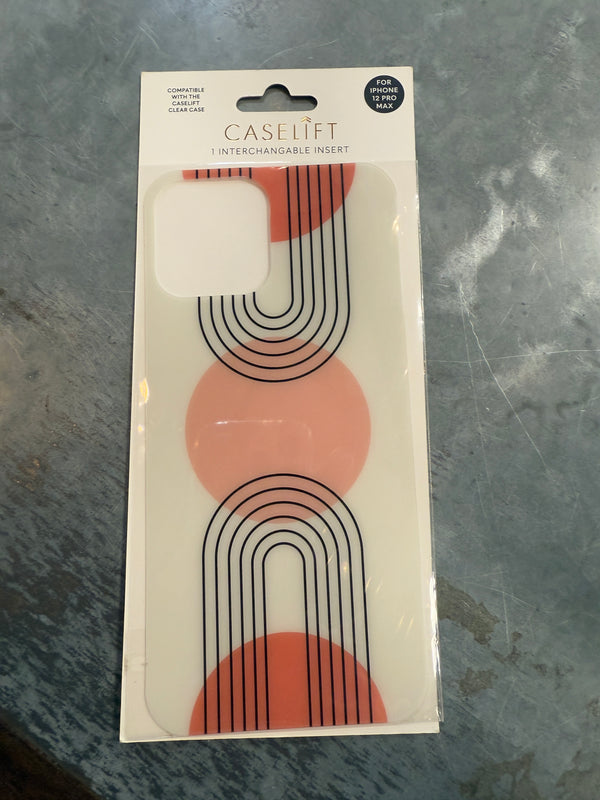 COMPATIBLE
WITH THE
CASELIFT
CLEAR CASE
FOR
IPHONE
12 PRO
MAX
CASELIFT
1 INTERCHANGABLE INSERT